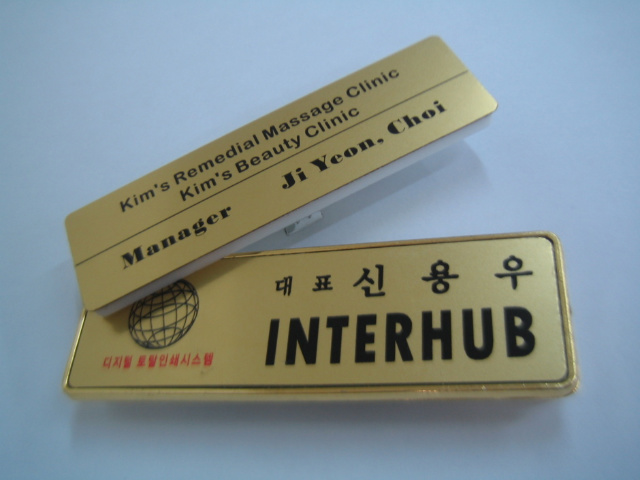 Kim's Remedial Massage Clinic
Kim's Beauty Clinic
Manager Ji Yeon, Choi
대표 신용우
INTERHUB
디지털 토탈인쇄시스템